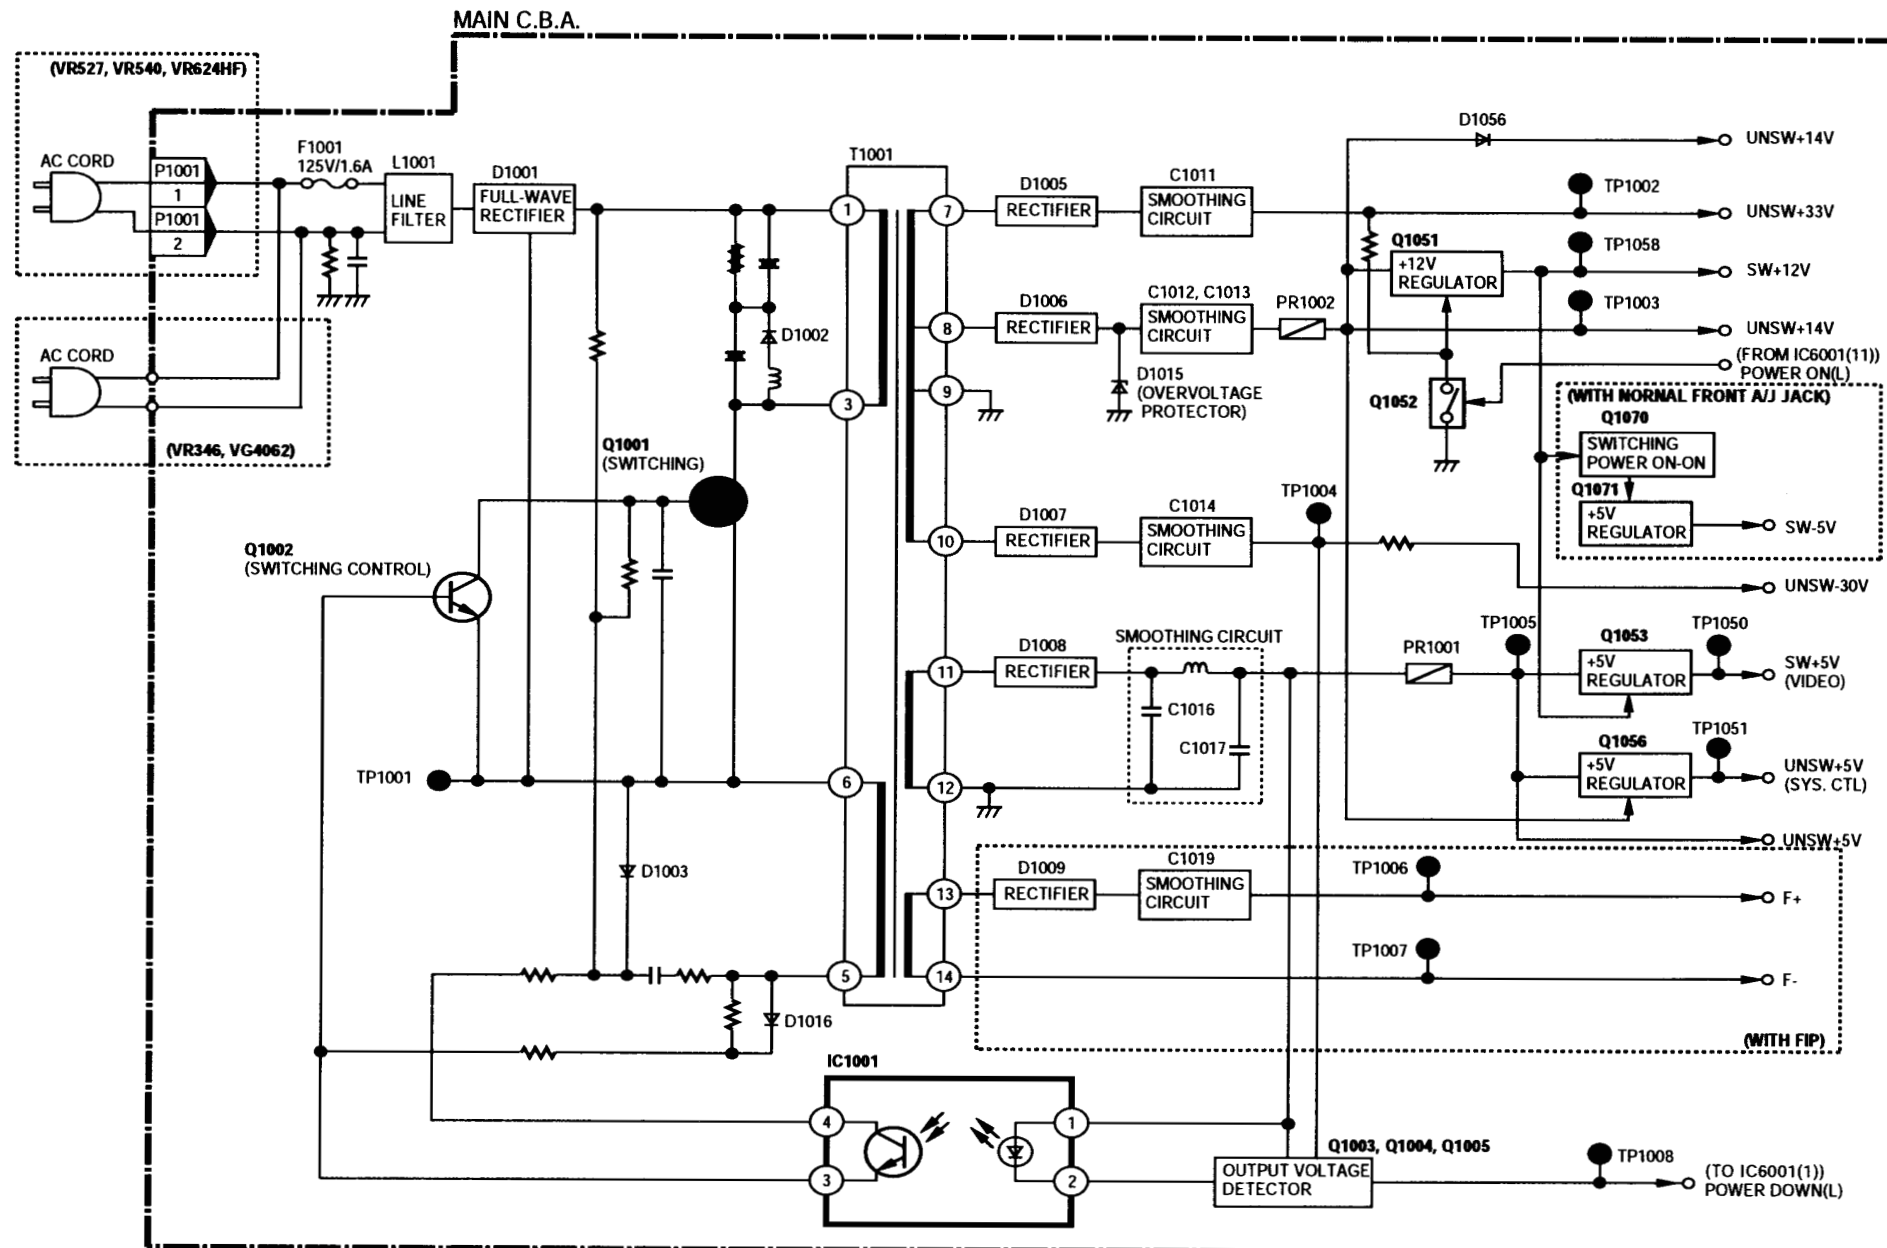 MAIN C.B.A.
(VR527, VR540, VR624HF)
AC CORD
P1001
1
P1001
2
F1001
125V/1.6A
L1001
LINE
FILTER
D1001
FULL-WAVE
RECTIFIER
AC CORD
(VR346, VG4062)
D1002
Q1001
(SWITCHING)
Q1002
(SWITCHING CONTROL)
TP1001
D1003
D1016
T1001
1
3
6
5
7
8
9
10
11
12
13
14
D1005
RECTIFIER
C1011
SMOOTHING
CIRCUIT
D1006
RECTIFIER
C1012, C1013
SMOOTHING
CIRCUIT
PR1002
D1015
(OVERVOLTAGE
PROTECTOR)
D1007
RECTIFIER
C1014
SMOOTHING
CIRCUIT
TP1004
D1008
RECTIFIER
SMOOTHING CIRCUIT
C1016
C1017
PR1001
TP1005
D1056
UNSW+14V
TP1002
UNSW+33V
Q1051
+12V
REGULATOR
TP1058
SW+12V
TP1003
UNSW+14V
(FROM IC6001(11))
POWER ON(L)
Q1052
(WITH NORMAL FRONT A/J JACK)
Q1070
SWITCHING
POWER ON-ON
Q1071
+5V
REGULATOR
SW-5V
UNSW-30V
Q1053
+5V
REGULATOR
TP1050
SW+5V
(VIDEO)
Q1056
+5V
REGULATOR
TP1051
UNSW+5V
(SYS. CTL)
UNSW+5V
D1009
RECTIFIER
C1019
SMOOTHING
CIRCUIT
TP1006
F+
TP1007
F-
(WITH FIP)
IC1001
4
3
1
2
Q1003, Q1004, Q1005
OUTPUT VOLTAGE
DETECTOR
TP1008
(TO IC6001(1))
POWER DOWN(L)